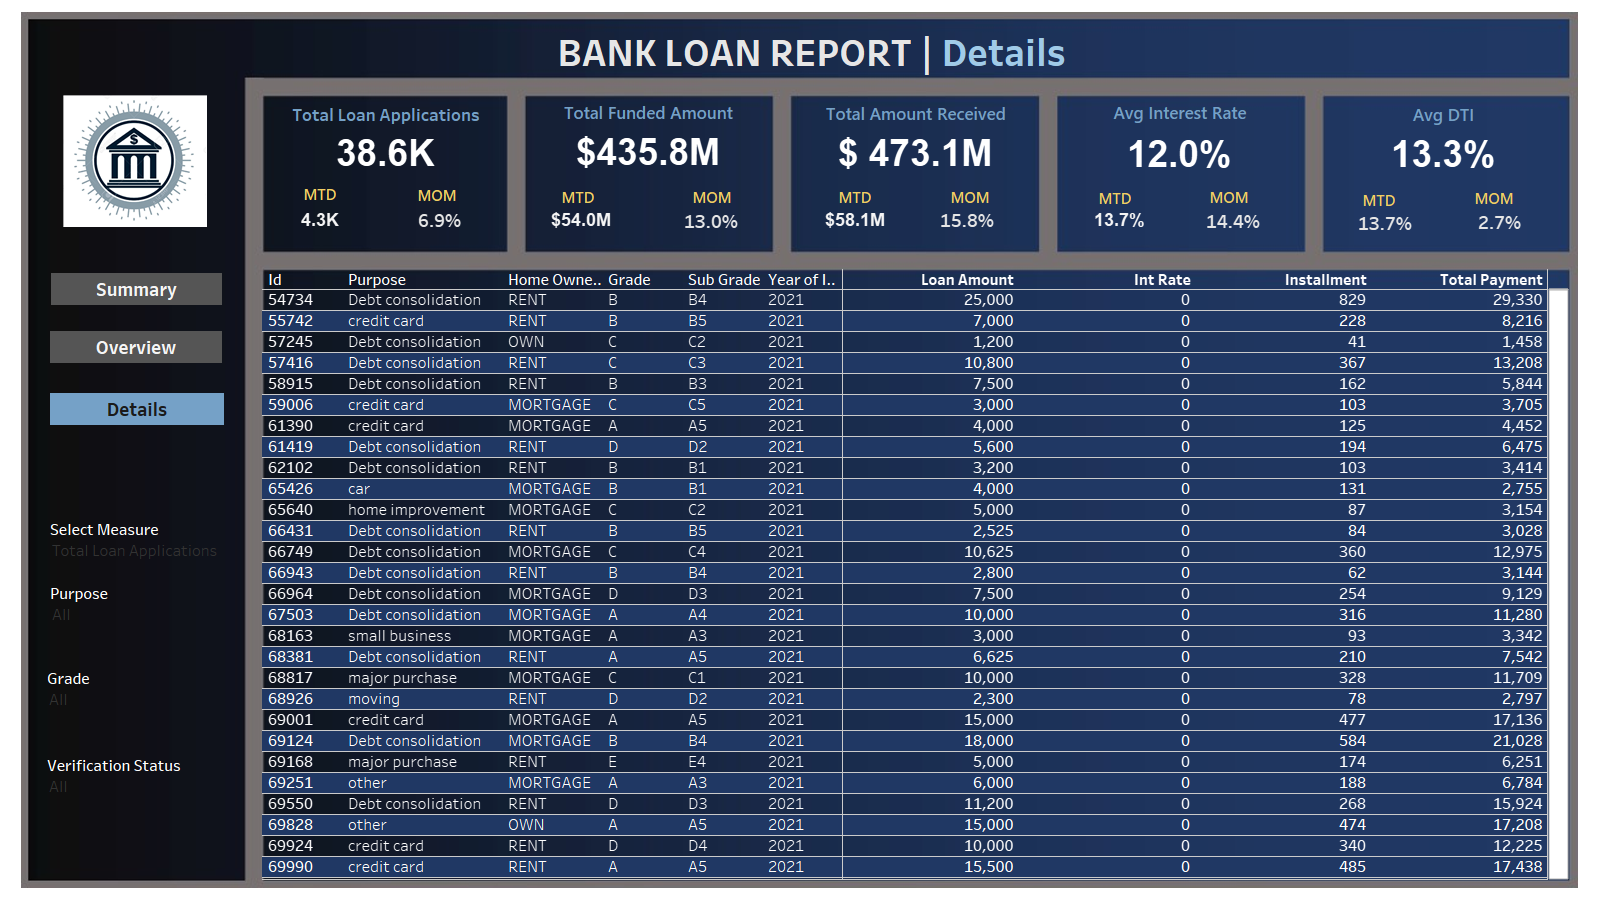 BANK LOAN REPORT | Details
$
Total Loan Applications
38.6K
MTD MOM
4.3K 6.9%
Total Funded Amount
$435.8M
MTD MOM
$54.0M 13.0%
Total Amount Received
$ 473.1M
MTD MOM
$58.1M 15.8%
Avg Interest Rate
12.0%
MTD MOM
13.7% 14.4%
Avg DTI
13.3%
MTD MOM
13.7% 2.7%
Summary
Overview
Details
Select Measure
Total Loan Applications
Purpose
All
Grade
All
Verification Status
All
Id Purpose Home Owne.. Grade Sub Grade Year of I.. Loan Amount Int Rate Installment Total Payment
54734 Debt consolidation RENT B B4 2021 25,000 0 829 29,330
55742 credit card RENT B B5 2021 7,000 0 228 8,216
57245 Debt consolidation OWN C C2 2021 1,200 0 41 1,458
57416 Debt consolidation RENT C C3 2021 10,800 0 367 13,208
58915 Debt consolidation RENT B B3 2021 7,500 0 162 5,844
59006 credit card MORTGAGE C C5 2021 3,000 0 103 3,705
61390 credit card MORTGAGE A A5 2021 4,000 0 125 4,452
61419 Debt consolidation RENT D D2 2021 5,600 0 194 6,475
62102 Debt consolidation RENT B B1 2021 3,200 0 103 3,414
65426 car MORTGAGE B B1 2021 4,000 0 131 2,755
65640 home improvement MORTGAGE C C2 2021 5,000 0 87 3,154
66431 Debt consolidation RENT B B5 2021 2,525 0 84 3,028
66749 Debt consolidation MORTGAGE C C4 2021 10,625 0 360 12,975
66943 Debt consolidation RENT B B4 2021 2,800 0 62 3,144
66964 Debt consolidation MORTGAGE D D3 2021 7,500 0 254 9,129
67503 Debt consolidation MORTGAGE A A4 2021 10,000 0 316 11,280
68163 small business MORTGAGE A A3 2021 3,000 0 93 3,342
68381 Debt consolidation RENT A A5 2021 6,625 0 210 7,542
68817 major purchase MORTGAGE C C1 2021 10,000 0 328 11,709
68926 moving RENT D D2 2021 2,300 0 78 2,797
69001 credit card MORTGAGE A A5 2021 15,000 0 477 17,136
69124 Debt consolidation MORTGAGE B B4 2021 18,000 0 584 21,028
69168 major purchase RENT E E4 2021 5,000 0 174 6,251
69251 other MORTGAGE A A3 2021 6,000 0 188 6,784
69550 Debt consolidation RENT D D3 2021 11,200 0 268 15,924
69828 other OWN A A5 2021 15,000 0 474 17,208
69924 credit card RENT D D4 2021 10,000 0 340 12,225
69990 credit card RENT A A5 2021 15,500 0 485 17,438